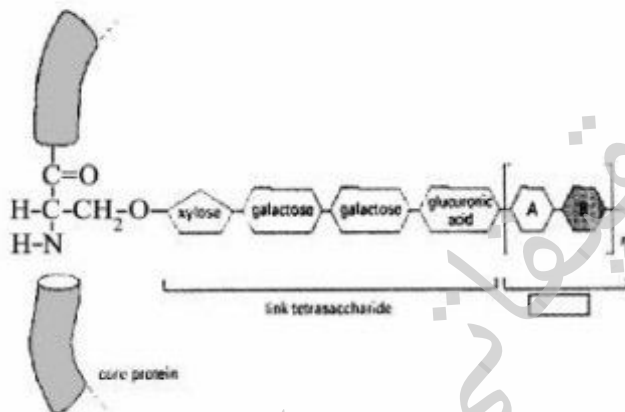 C=O
H-C-CH2-O
H-N
xylose
galactose
galactose
glucuronic
acid
A
B
n
link tetrasaccharide
core protein